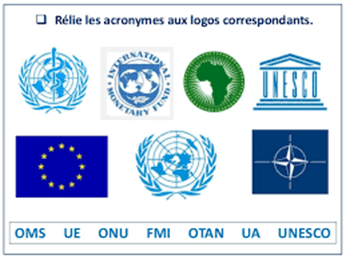 ❑ Rélie les acronymes aux logos correspondants.
INTERNATIONAL MONETARY FUND
UNESCO
OMS UE ONU FMI OTAN UA UNESCO